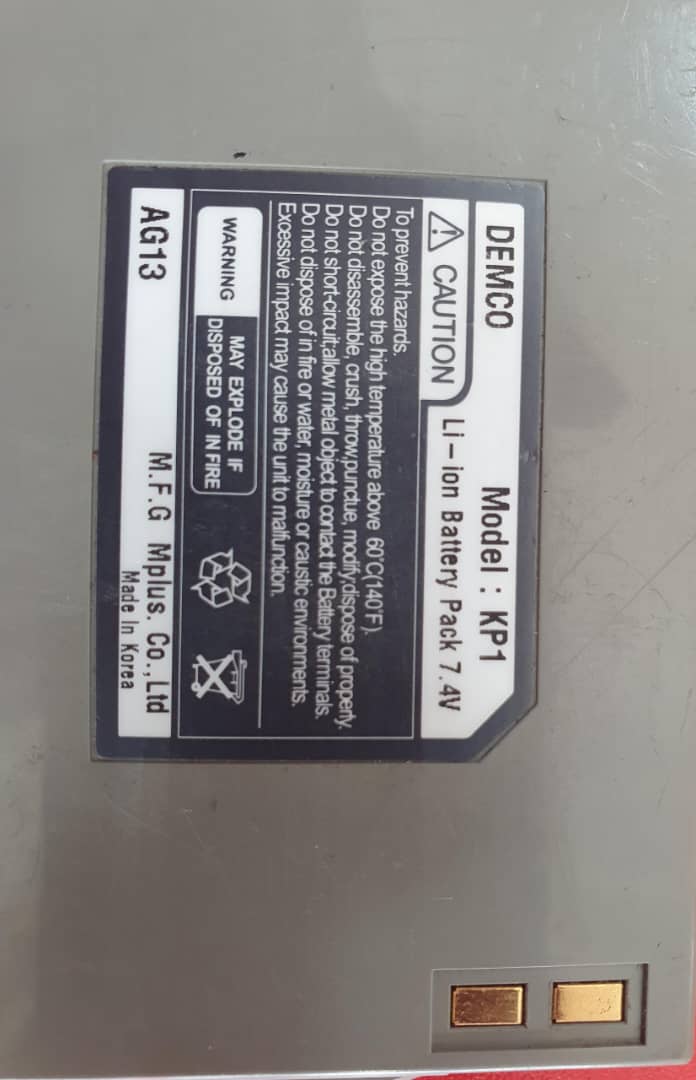 DEMCO Model : KP1
⚠ CAUTION Li-ion Battery Pack 7.4V
To prevent hazards.
Do not expose the high temperature above 60°C(140°F).
Do not disassemble, crush, throw,punctue, modify,dispose of properly.
Do not short-circuit;allow metal object to contact the Battery terminals.
Do not dispose of in fire or water, moisture or caustic environments.
Excessive impact may cause the unit to malfunction.
WARNING MAY EXPLODE IF
DISPOSED OF IN FIRE
AG13 M.F.G Mplus. Co.,Ltd
Made In Korea